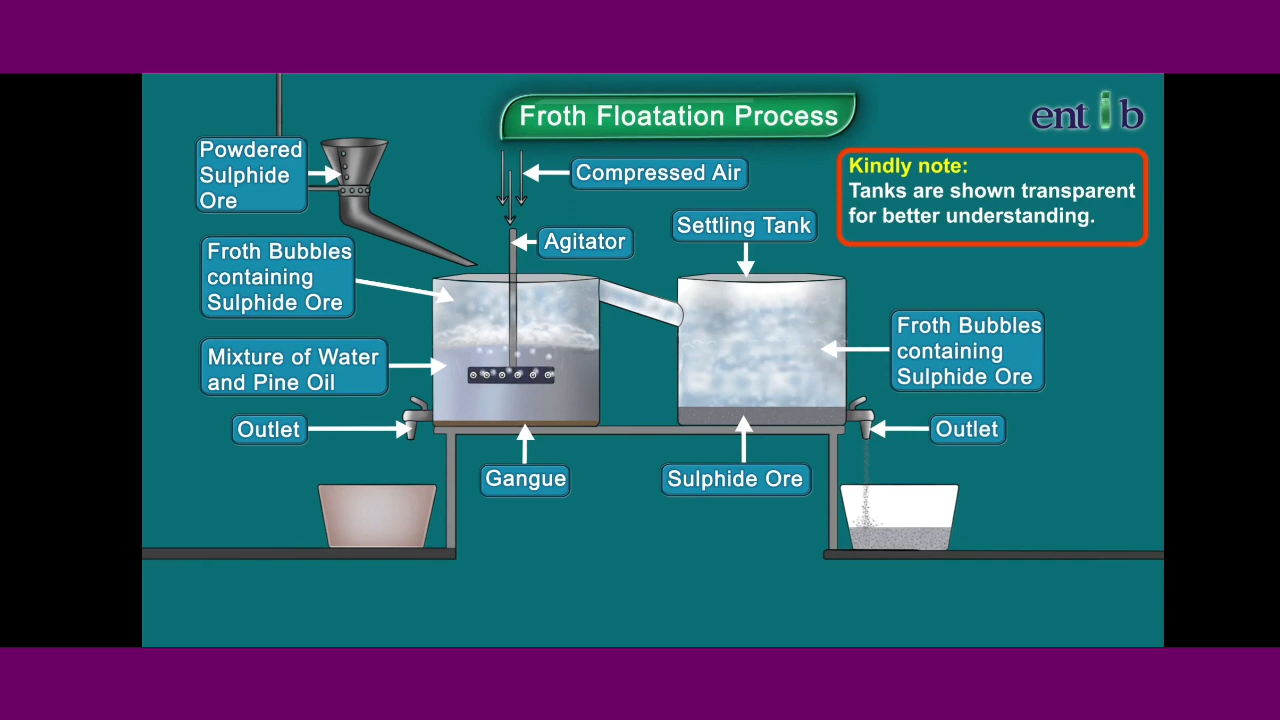 Froth Floatation Process
ent b
Kindly note:
Tanks are shown transparent
for better understanding.
Powdered
Sulphide
Ore
Compressed Air
Agitator
Settling Tank
Froth Bubbles
containing
Sulphide Ore
Froth Bubbles
containing
Sulphide Ore
Mixture of Water
and Pine Oil
Outlet
Outlet
Gangue
Sulphide Ore